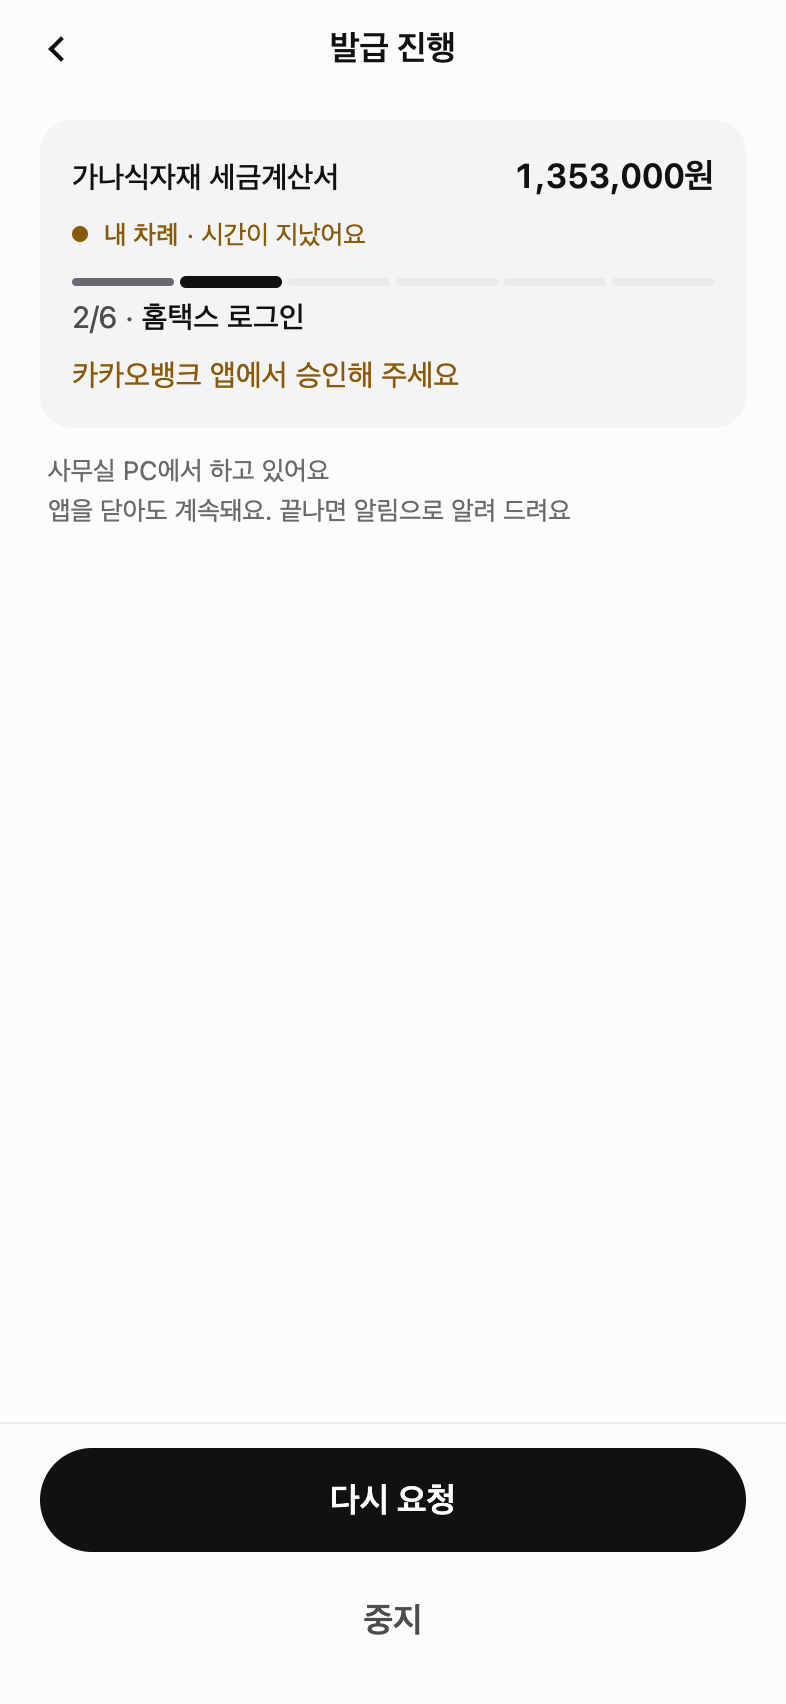 발급 진행
가나식자재 세금계산서 1,353,000원
내 차례 · 시간이 지났어요
2/6 · 홈택스 로그인
카카오뱅크 앱에서 승인해 주세요
사무실 PC에서 하고 있어요
앱을 닫아도 계속돼요. 끝나면 알림으로 알려 드려요
다시 요청
중지